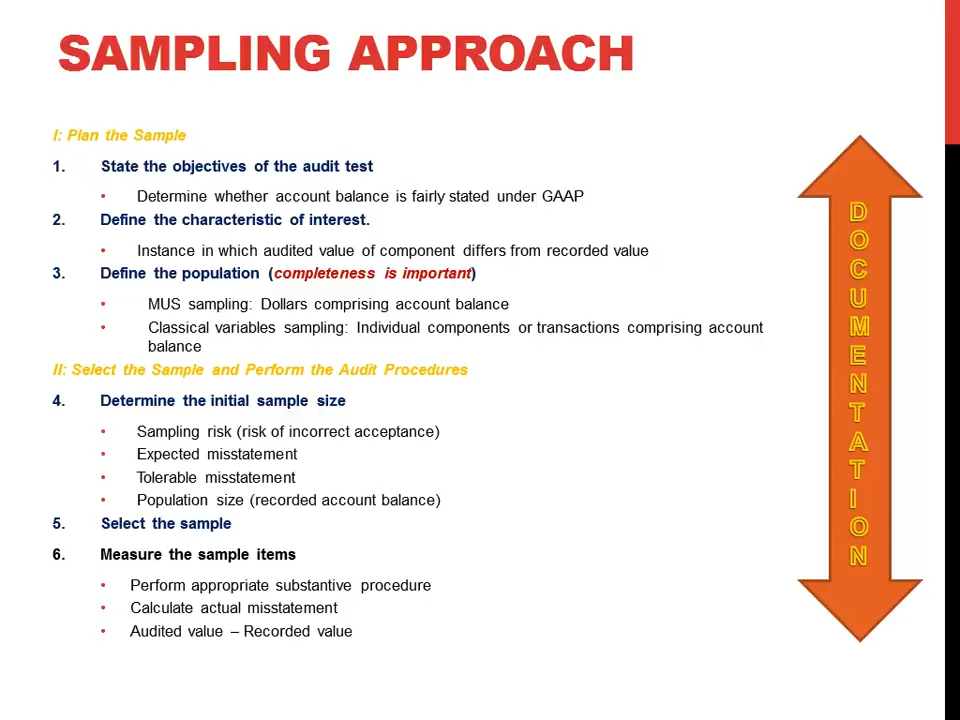 SAMPLING APPROACH
I: Plan the Sample
1. State the objectives of the audit test
• Determine whether account balance is fairly stated under GAAP
2. Define the characteristic of interest.
• Instance in which audited value of component differs from recorded value
3. Define the population (completeness is important)
• MUS sampling: Dollars comprising account balance
• Classical variables sampling: Individual components or transactions comprising account
balance
II: Select the Sample and Perform the Audit Procedures
4. Determine the initial sample size
• Sampling risk (risk of incorrect acceptance)
• Expected misstatement
• Tolerable misstatement
• Population size (recorded account balance)
5. Select the sample
6. Measure the sample items
• Perform appropriate substantive procedure
• Calculate actual misstatement
• Audited value – Recorded value
DOCUMENTATION